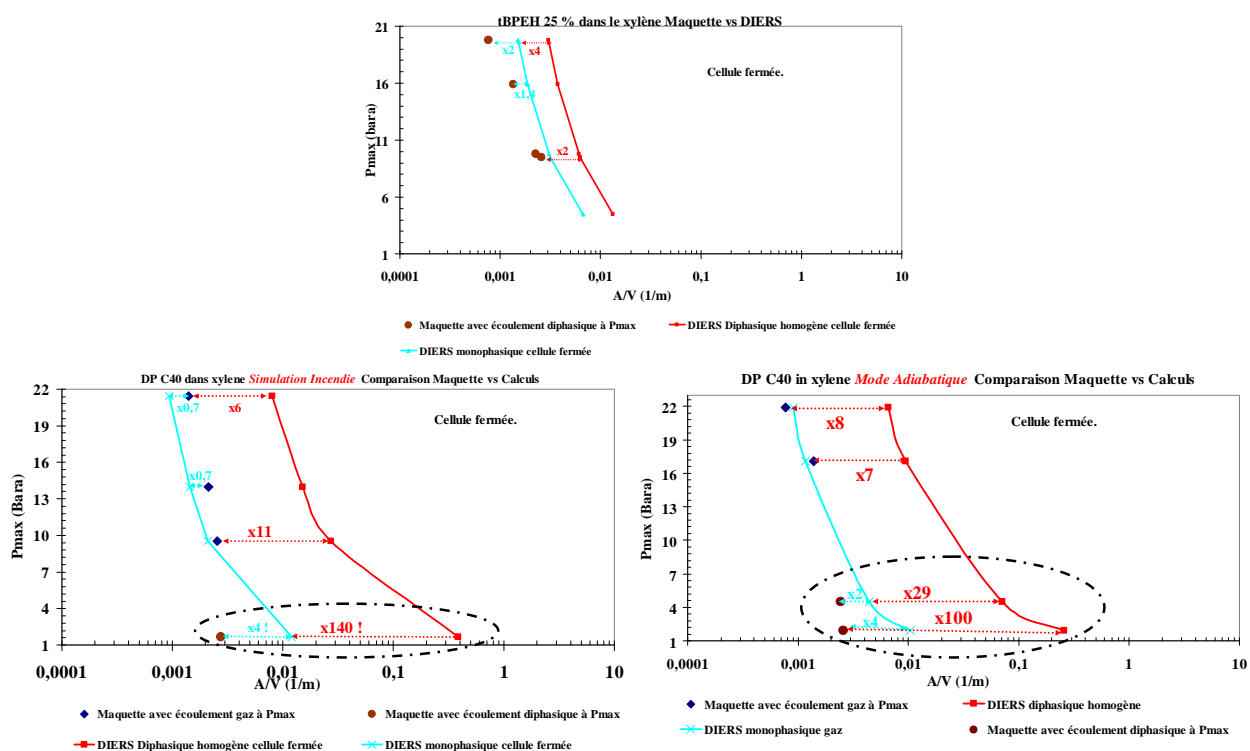 tBPEH 25 % dans le xylène Maquette vs DIERS
21
16
11
6
1
Pmax (bara)
x2
x4
x1,4
x2
Cellule fermée.
0,0001
0,001
0,01
0,1
1
10
A/V (1/m)
Maquette avec écoulement diphasique à Pmax
DIERS Diphasique homogène cellule fermée
DIERS monophasique cellule fermée
DP C40 dans xylene Simulation Incendie Comparaison Maquette vs Calculs
22
19
16
13
10
7
4
1
Pmax (Bara)
x0,7
x6
x0,7
x11
x4 !
x140 !
Cellule fermée.
0,0001
0,001
0,01
0,1
1
10
A/V (1/m)
Maquette avec écoulement gaz à Pmax
Maquette avec écoulement diphasique à Pmax
DIERS Diphasique homogène cellule fermée
DIERS monophasique cellule fermée
DP C40 in xylene Mode Adiabatique Comparaison Maquette vs Calculs
22
19
16
13
10
7
4
1
Pmax (Bara)
x8
x7
x2
x29
x4
x100
Cellule fermée.
0,0001
0,001
0,01
0,1
1
10
A/V (1/m)
Maquette avec écoulement gaz à Pmax
DIERS diphasique homogène
DIERS monophasique gaz
Maquette avec écoulement diphasique à Pmax